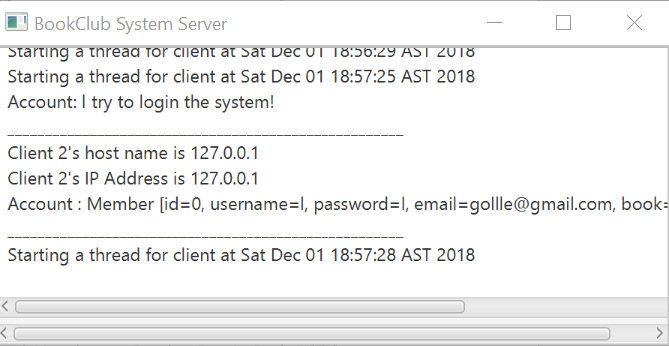 BookClub System Server
Starting a thread for client at Sat Dec 01 18:56:29 AST 2018
Starting a thread for client at Sat Dec 01 18:57:25 AST 2018
Account: l try to login the system!
____________________________________________
Client 2's host name is 127.0.0.1
Client 2's IP Address is 127.0.0.1
Account : Member [id=0, username=l, password=l, email=gollle@gmail.com, book=
____________________________________________
Starting a thread for client at Sat Dec 01 18:57:28 AST 2018